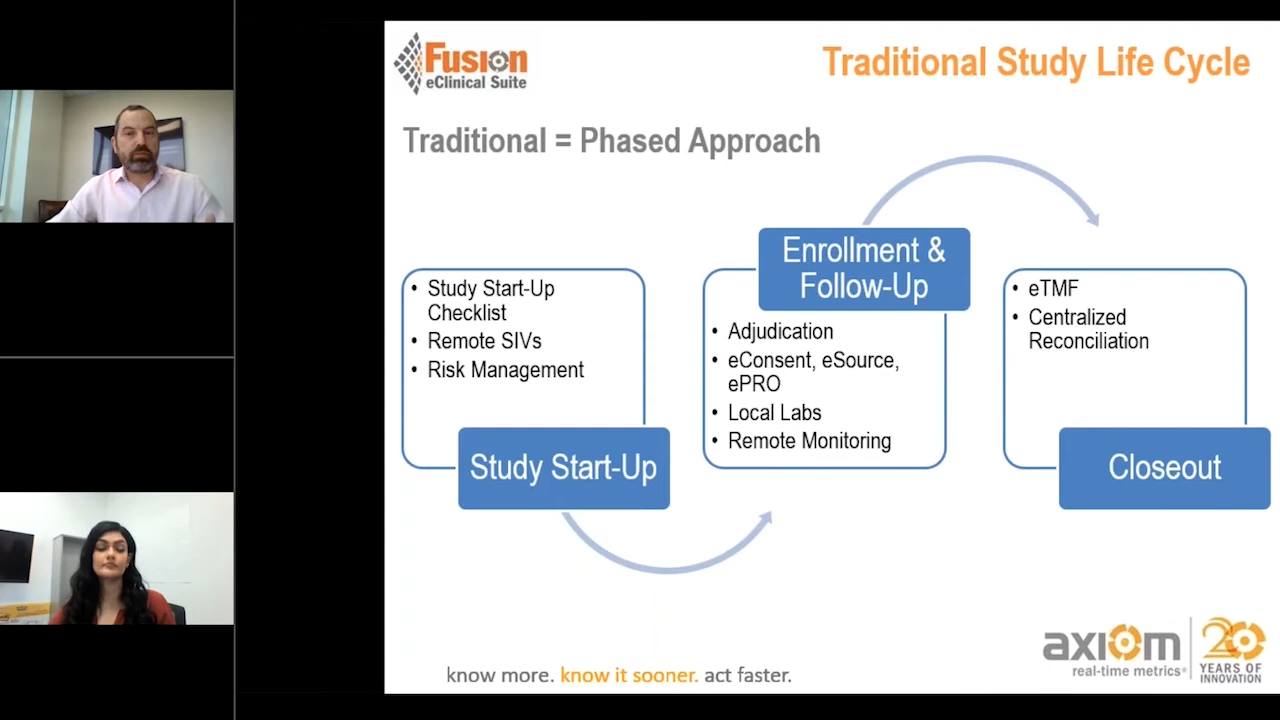 Fusion
eClinical Suite
Traditional Study Life Cycle
Traditional = Phased Approach
• Study Start-Up
Checklist
• Remote SIVs
• Risk Management
Study Start-Up
Enrollment &
Follow-Up
• Adjudication
• eConsent, eSource,
ePRO
• Local Labs
• Remote Monitoring
• eTMF
• Centralized
Reconciliation
Closeout
know more. know it sooner. act faster.
axiom
real-time metrics®
20
YEARS OF
INNOVATION